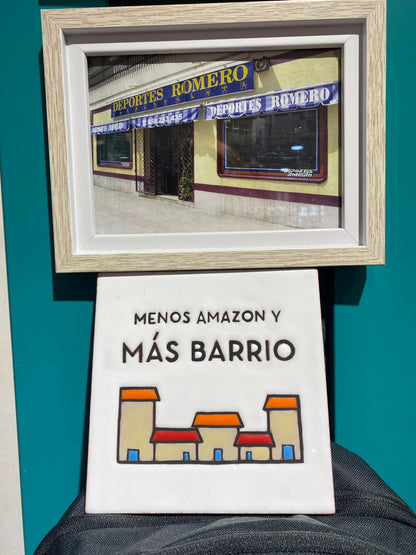 DEPORTES ROMERO
DEPORTES ROMERO
MENOS AMAZON Y
MÁS BARRIO